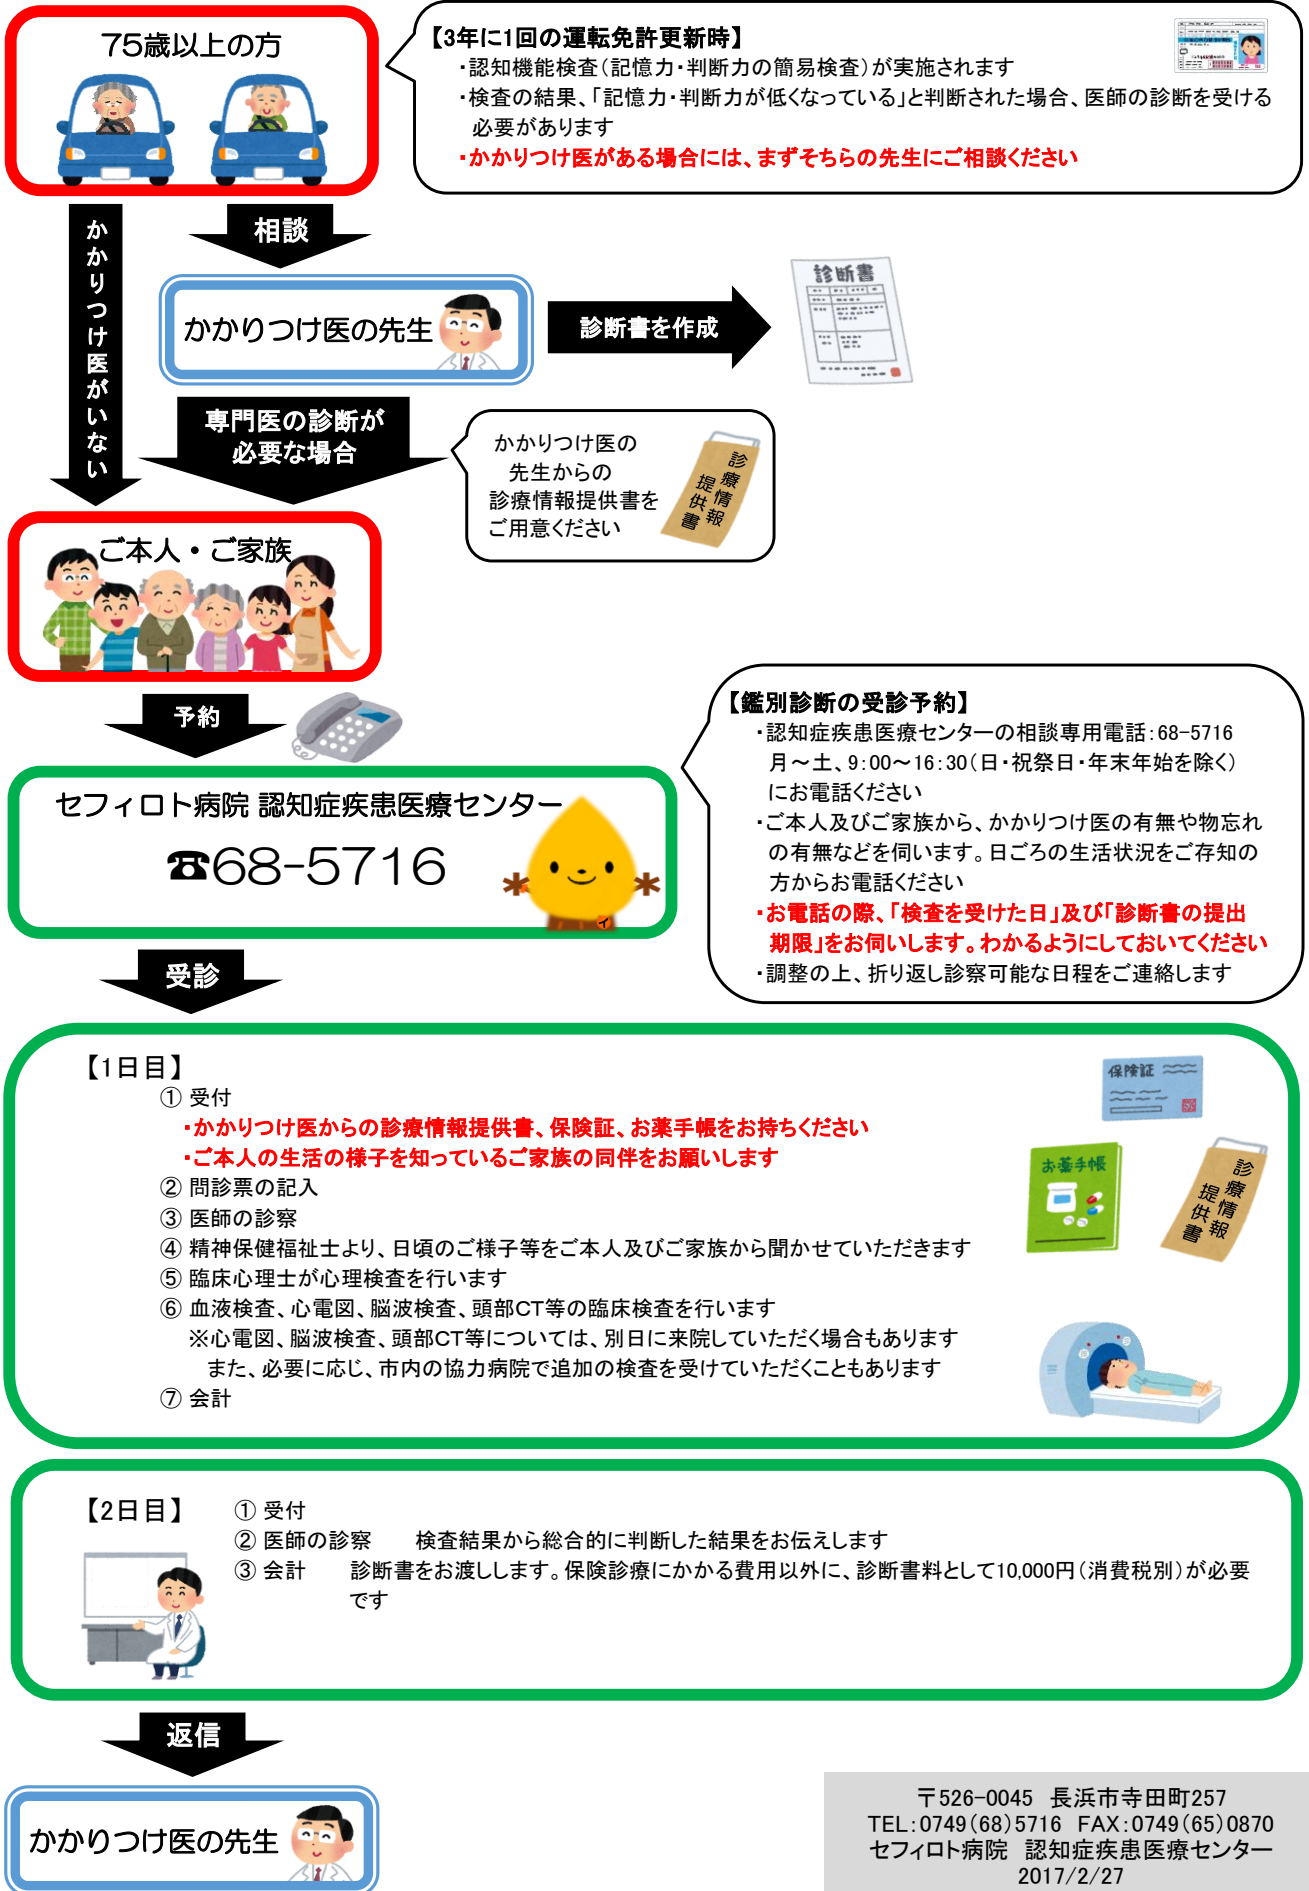 75歳以上の方
【3年に1回の運転免許更新時】
・認知機能検査（記憶力・判断力の簡易検査）が実施されます
・検査の結果、「記憶力・判断力が低くなっている」と判断された場合、医師の診断を受ける
必要があります
・かかりつけ医がある場合には、まずそちらの先生にご相談ください
かかりつけ医がいない
相談
かかりつけ医の先生
診断書を作成
診断書
専門医の診断が
必要な場合
かかりつけ医の
先生からの
診療情報提供書を
ご用意ください
診療情報
提供書
ご本人・ご家族
予約
【鑑別診断の受診予約】
・認知症疾患医療センターの相談専用電話：68-5716
月～土、9：00～16：30（日・祝祭日・年末年始を除く）
にお電話ください
・ご本人及びご家族から、かかりつけ医の有無や物忘れ
の有無などを伺います。日ごろの生活状況をご存知の
方からお電話ください
・お電話の際、「検査を受けた日」及び「診断書の提出
期限」をお伺いします。わかるようにしておいてください
・調整の上、折り返し診察可能な日程をご連絡します
セフィロト病院 認知症疾患医療センター
☎68-5716
イ
受診
【1日目】
① 受付
・かかりつけ医からの診療情報提供書、保険証、お薬手帳をお持ちください
・ご本人の生活の様子を知っているご家族の同伴をお願いします
② 問診票の記入
③ 医師の診察
④ 精神保健福祉士より、日頃のご様子等をご本人及びご家族から聞かせていただきます
⑤ 臨床心理士が心理検査を行います
⑥ 血液検査、心電図、脳波検査、頭部CT等の臨床検査を行います
※心電図、脳波検査、頭部CT等については、別日に来院していただく場合もあります
また、必要に応じ、市内の協力病院で追加の検査を受けていただくこともあります
⑦ 会計
保険証
お薬手帳
診療情報
提供書
【2日目】
① 受付
② 医師の診察　検査結果から総合的に判断した結果をお伝えします
③ 会計　診断書をお渡しします。保険診療にかかる費用以外に、診断書料として10,000円（消費税別）が必要
です
返信
かかりつけ医の先生
〒526-0045　長浜市寺田町257
TEL：0749（68）5716　FAX：0749（65）0870
セフィロト病院　認知症疾患医療センター
2017/2/27